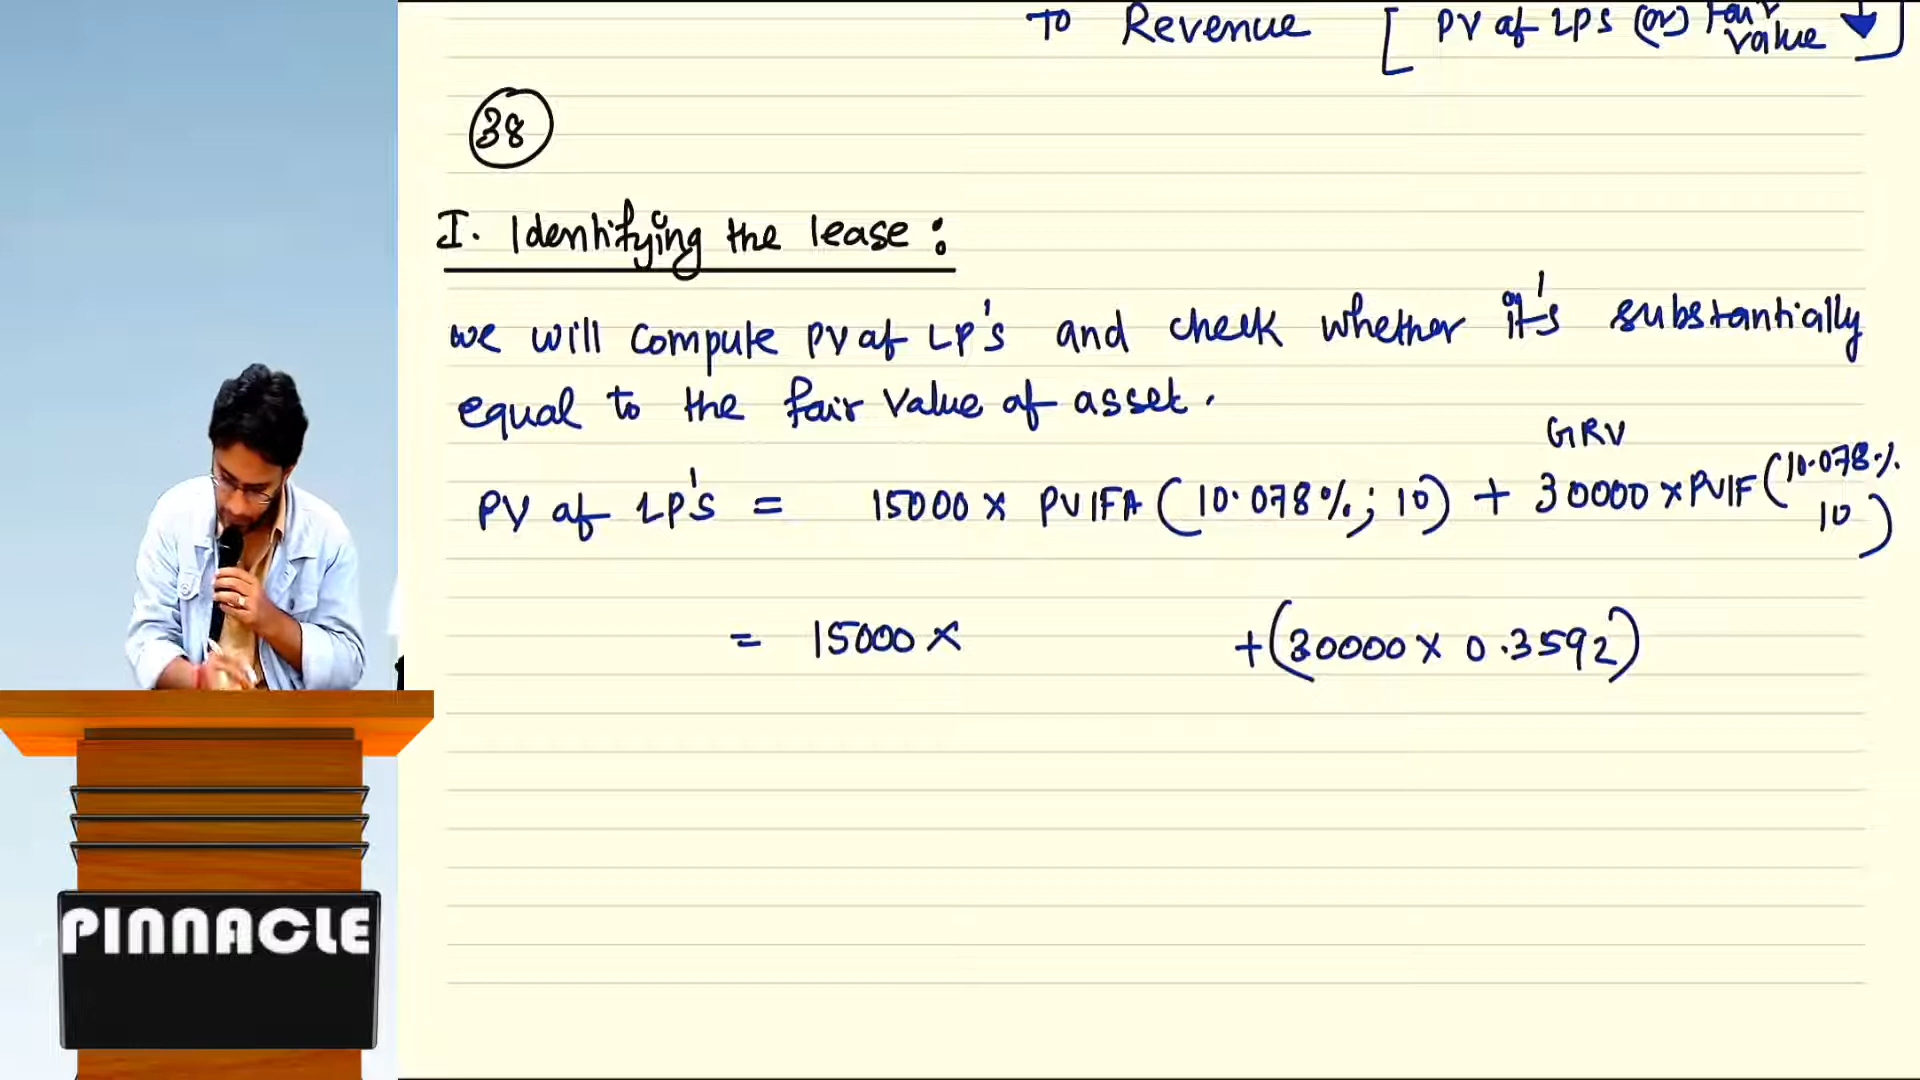 To Revenue [ PV of LPS (or) Fair value ↓ ]
38
I. Identifying the lease :
we will compute PV of LP's and check whether it's substantially
equal to the fair value of asset.
GRV
PV of LP's = 15000 x PVIFA (10.078%; 10) + 30000 x PVIF (10.078% 10)
= 15000 x + (30000 x 0.3592)
PINNACLE